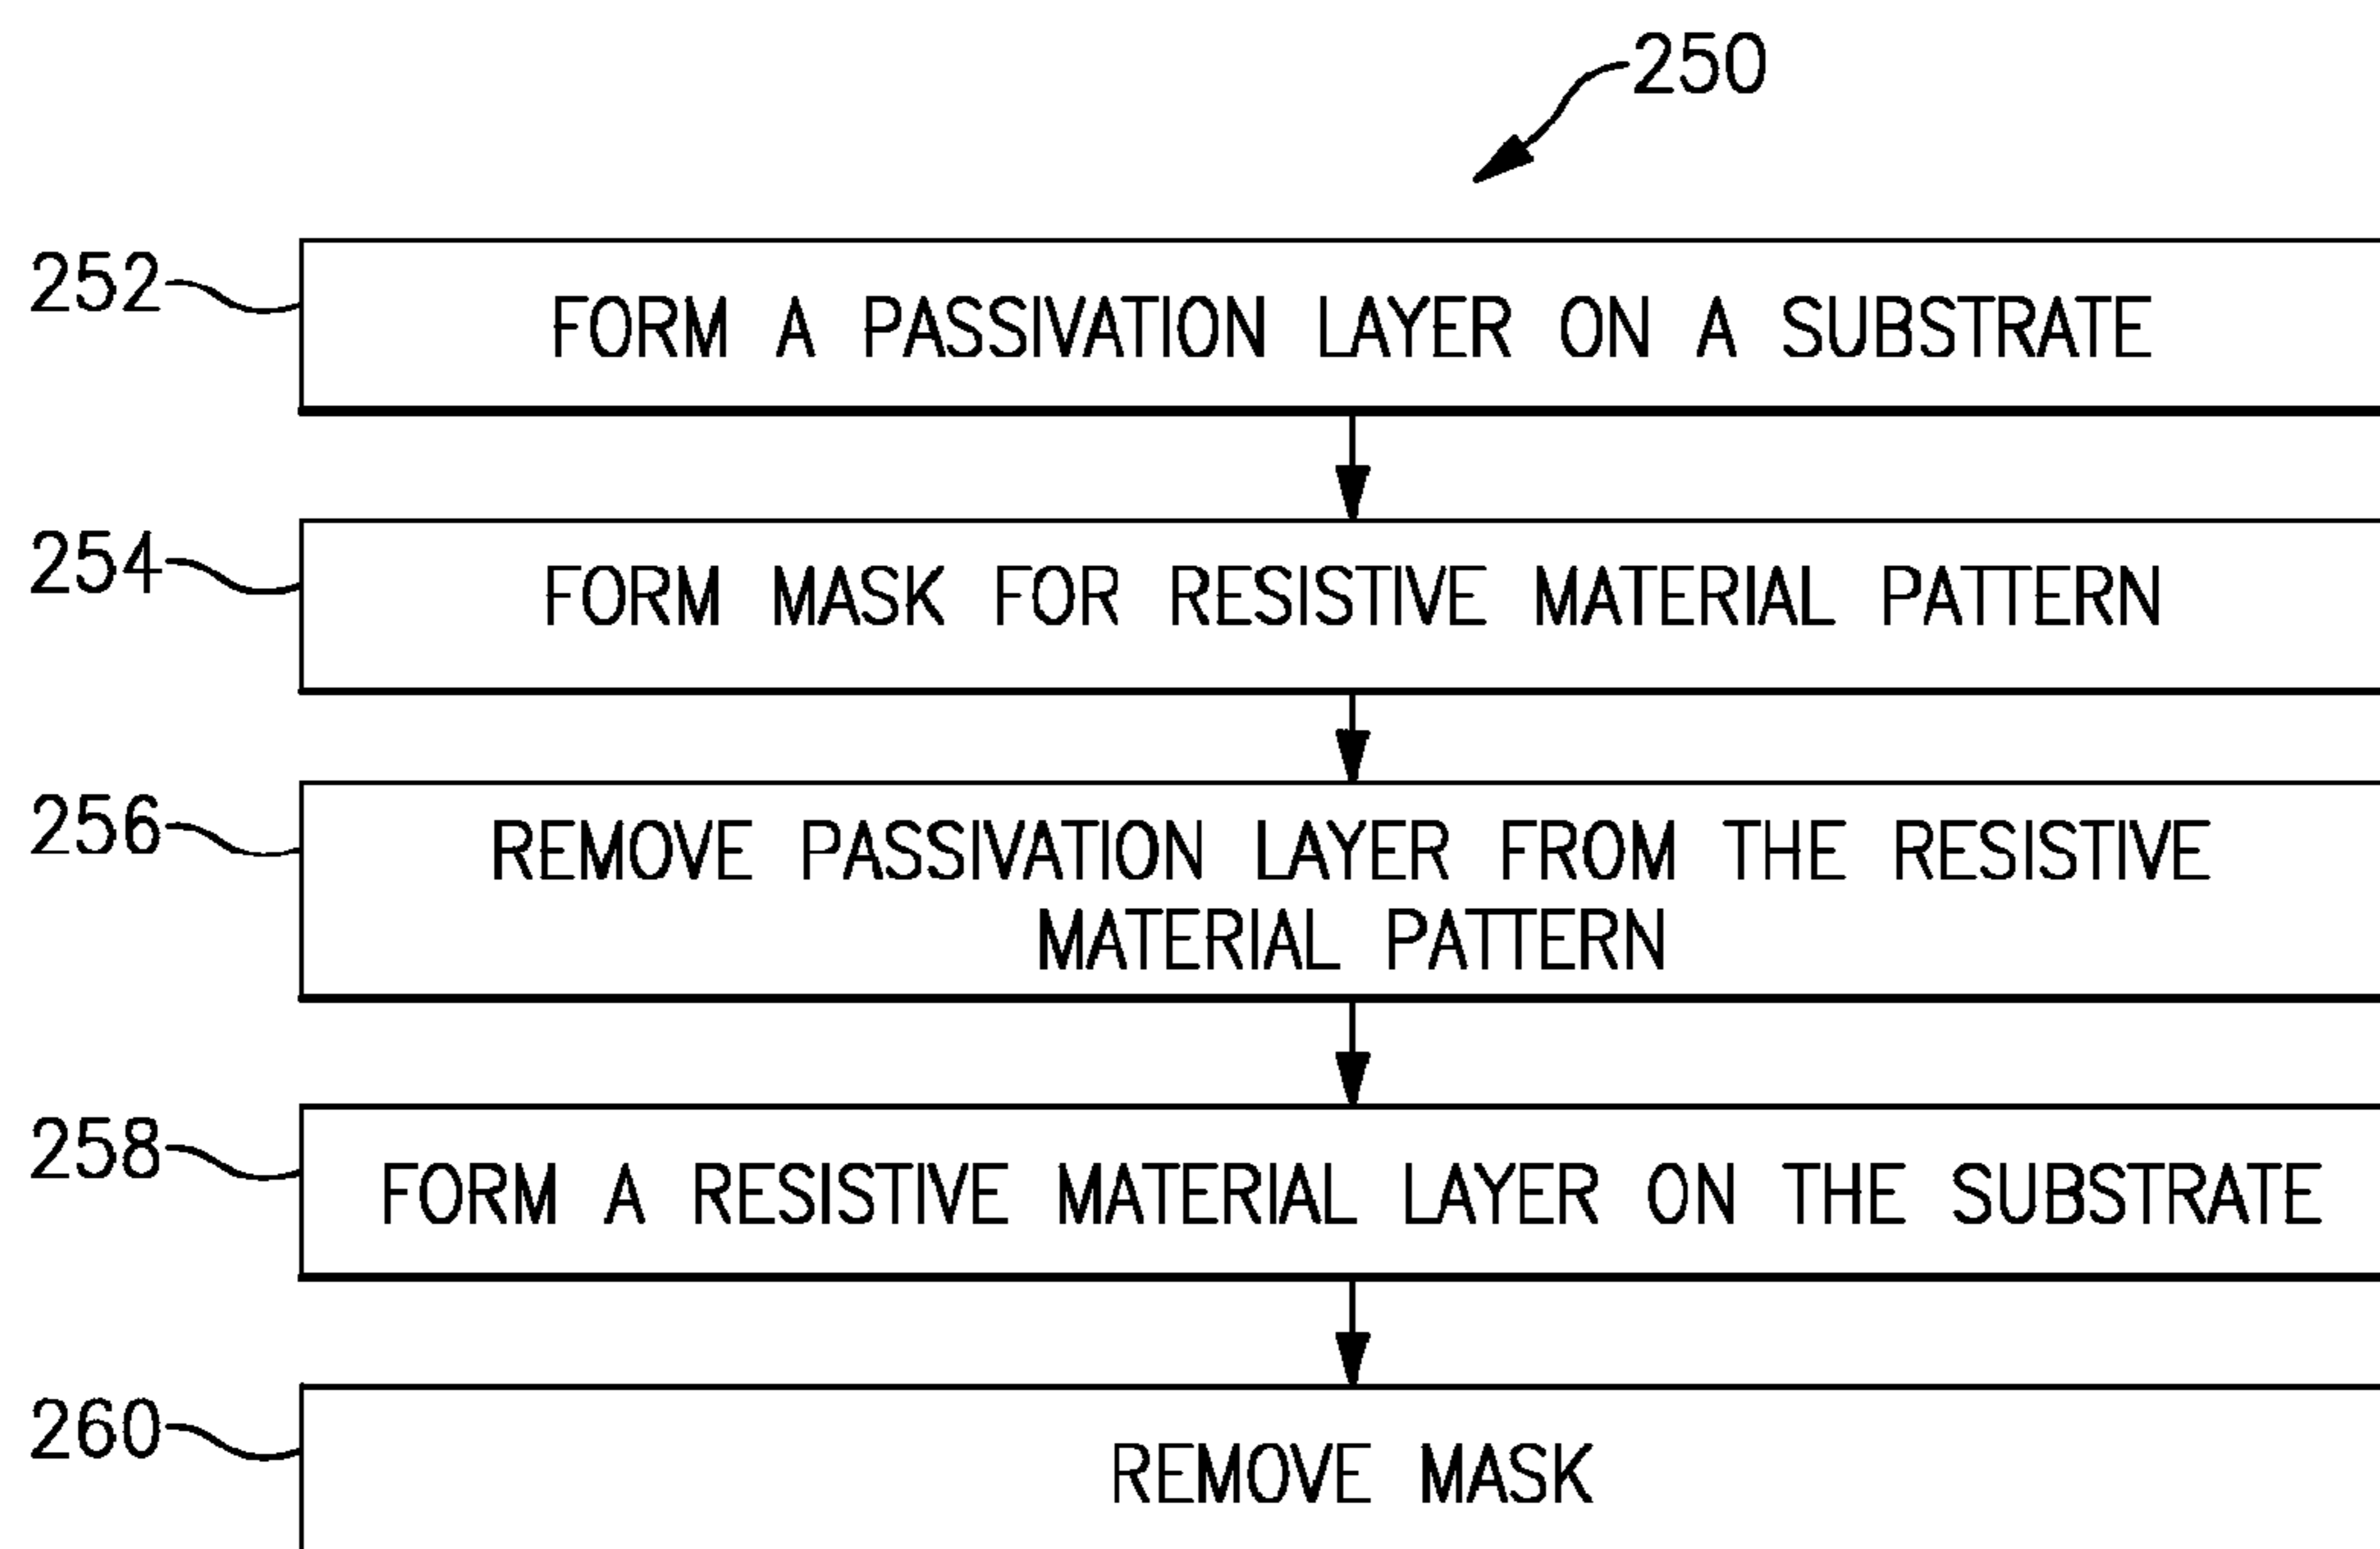 250
252
FORM A PASSIVATION LAYER ON A SUBSTRATE
254
FORM MASK FOR RESISTIVE MATERIAL PATTERN
256
REMOVE PASSIVATION LAYER FROM THE RESISTIVE
MATERIAL PATTERN
258
FORM A RESISTIVE MATERIAL LAYER ON THE SUBSTRATE
260
REMOVE MASK